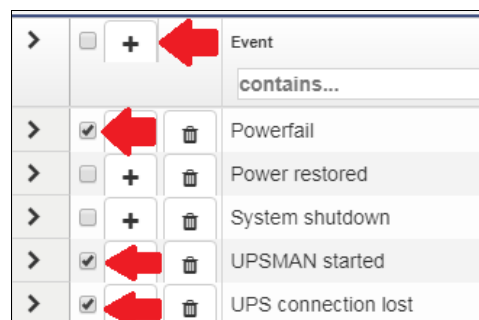 Event
contains...
Powerfail
Power restored
System shutdown
UPSMAN started
UPS connection lost